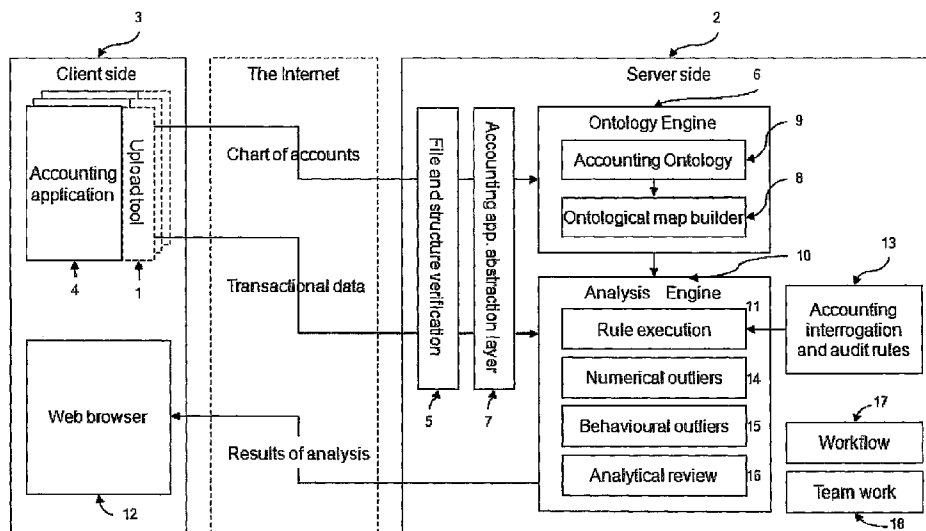 3
2
Client side
The Internet
Server side
6
Accounting
application
Upload tool
Chart of accounts
File and structure verification
Accounting app. abstraction layer
Ontology Engine
9
Accounting Ontology
8
Ontological map builder
4
1
Transactional data
10
13
Analysis Engine
11
Rule execution
Accounting
interrogation
and audit rules
Numerical outliers
14
Web browser
5
7
Behavioural outliers
15
17
Workflow
Results of analysis
Analytical review
16
Team work
12
18